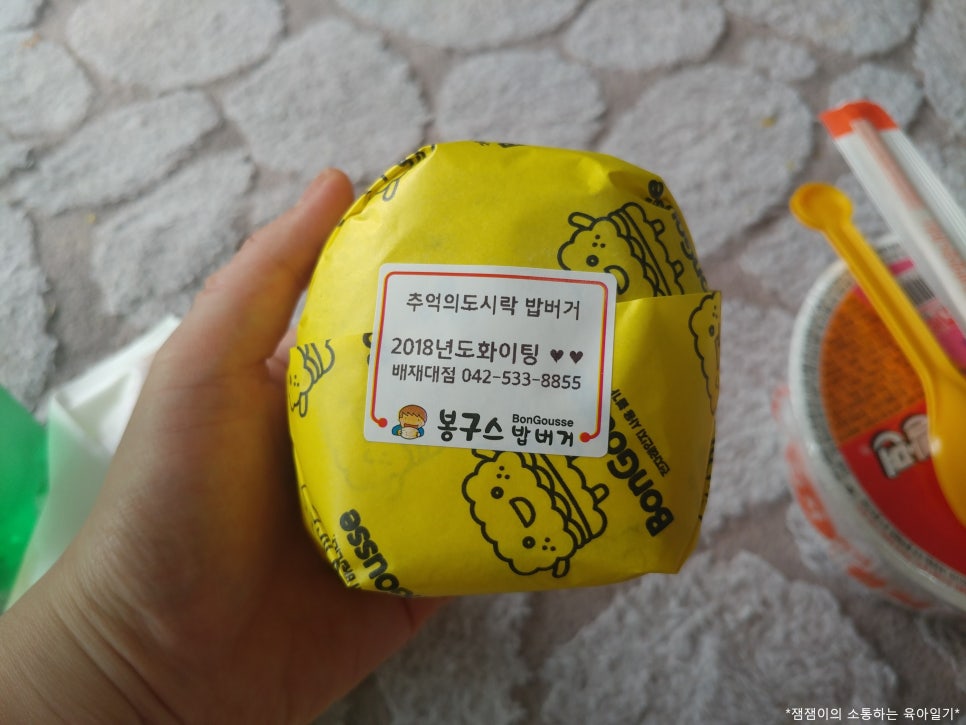 추억의도시락 밥버거
2018년도화이팅 ♥♥
배재대점 042-533-8855
BonGousse
봉구스 밥버거
BonGou
ousse
*잼잼이의 소통하는 육아일기*